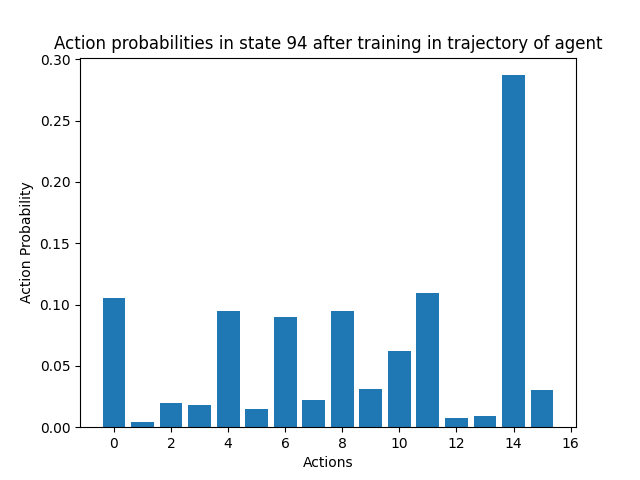 Action probabilities in state 94 after training in trajectory of agent
0.30
0.25
0.20
0.15
0.10
0.05
0.00
Action Probability
0 2 4 6 8 10 12 14 16
Actions